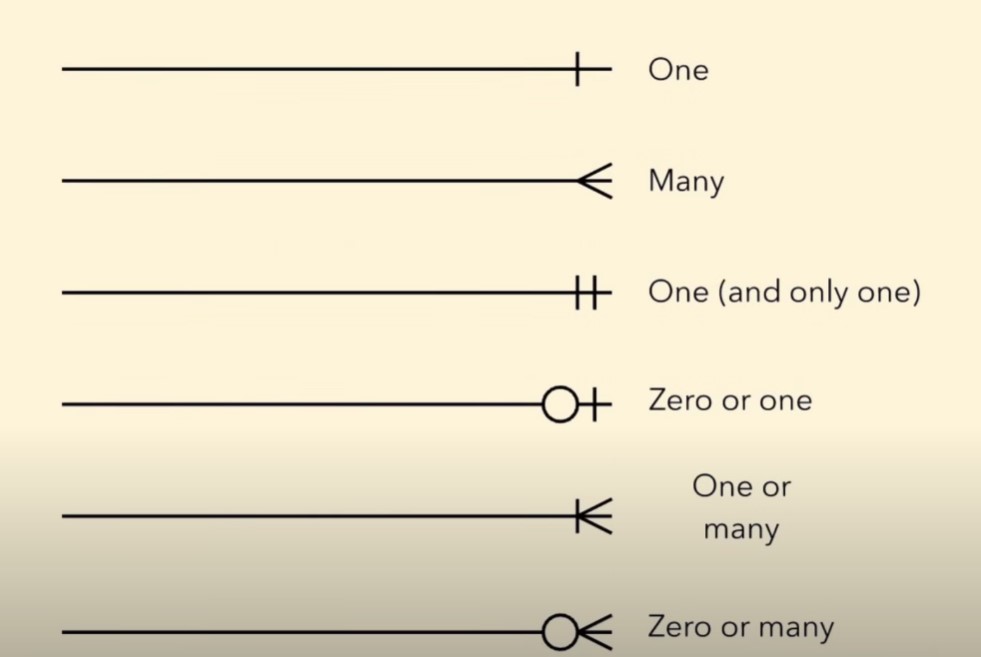 One
Many
One (and only one)
Zero or one
One or
many
Zero or many